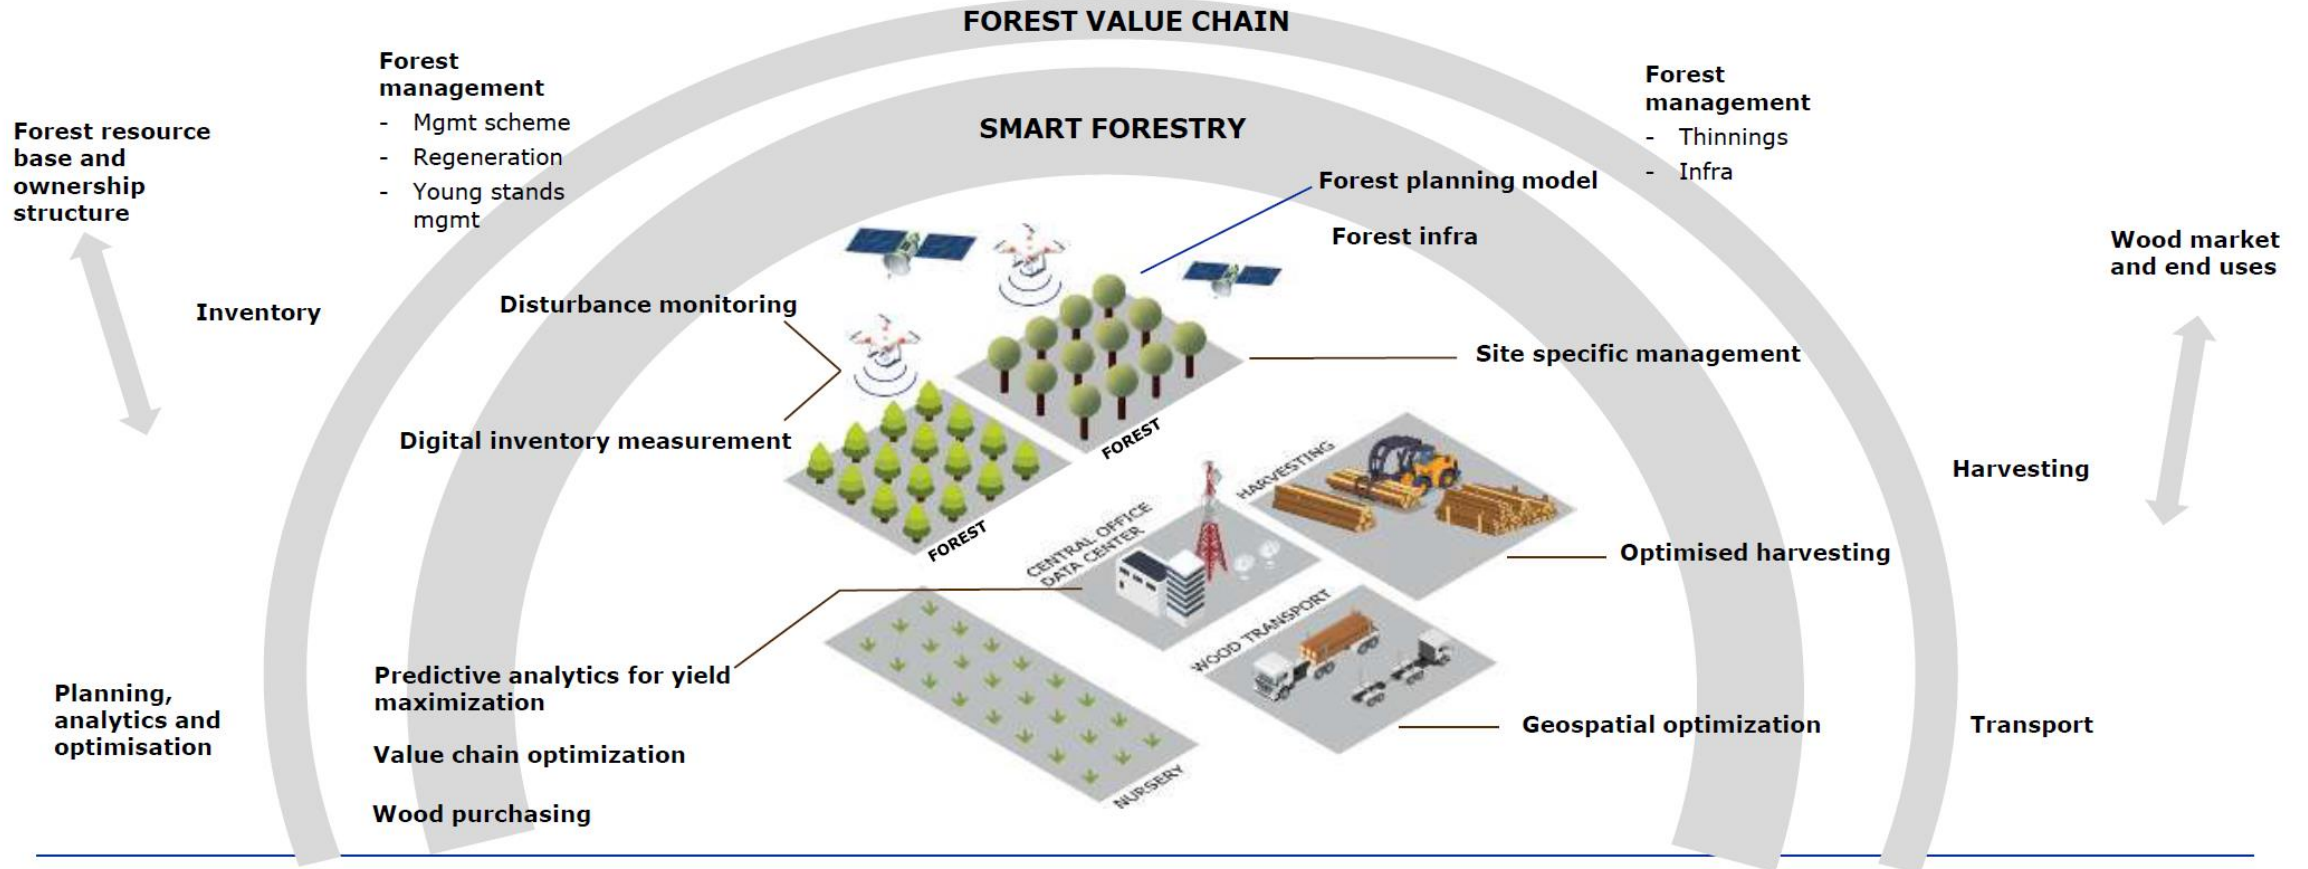 FOREST VALUE CHAIN
SMART FORESTRY
Forest resource
base and
ownership
structure
Forest
management
- Mgmt scheme
- Regeneration
- Young stands
mgmt
Forest
management
- Thinnings
- Infra
Forest planning model
Forest infra
Wood market
and end uses
Inventory
Disturbance monitoring
Site specific management
Digital inventory measurement
FOREST
FOREST
HARVESTING
Harvesting
CENTRAL OFFICE
DATA CENTER
Optimised harvesting
WOOD TRANSPORT
Predictive analytics for yield
maximization
Planning,
analytics and
optimisation
Value chain optimization
Wood purchasing
NURSERY
Geospatial optimization
Transport